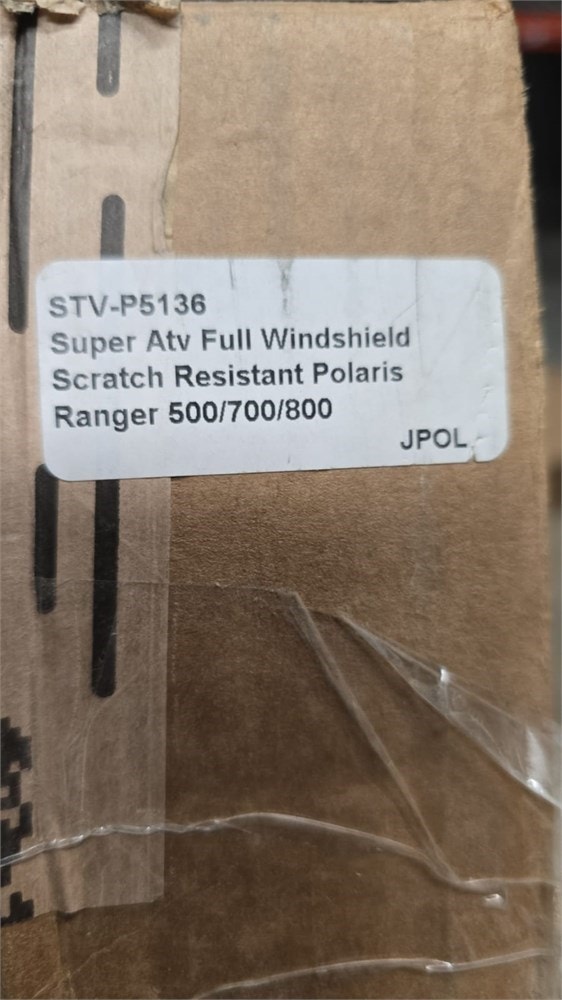 STV-P5136
Super Atv Full Windshield
Scratch Resistant Polaris
Ranger 500/700/800
JPOL